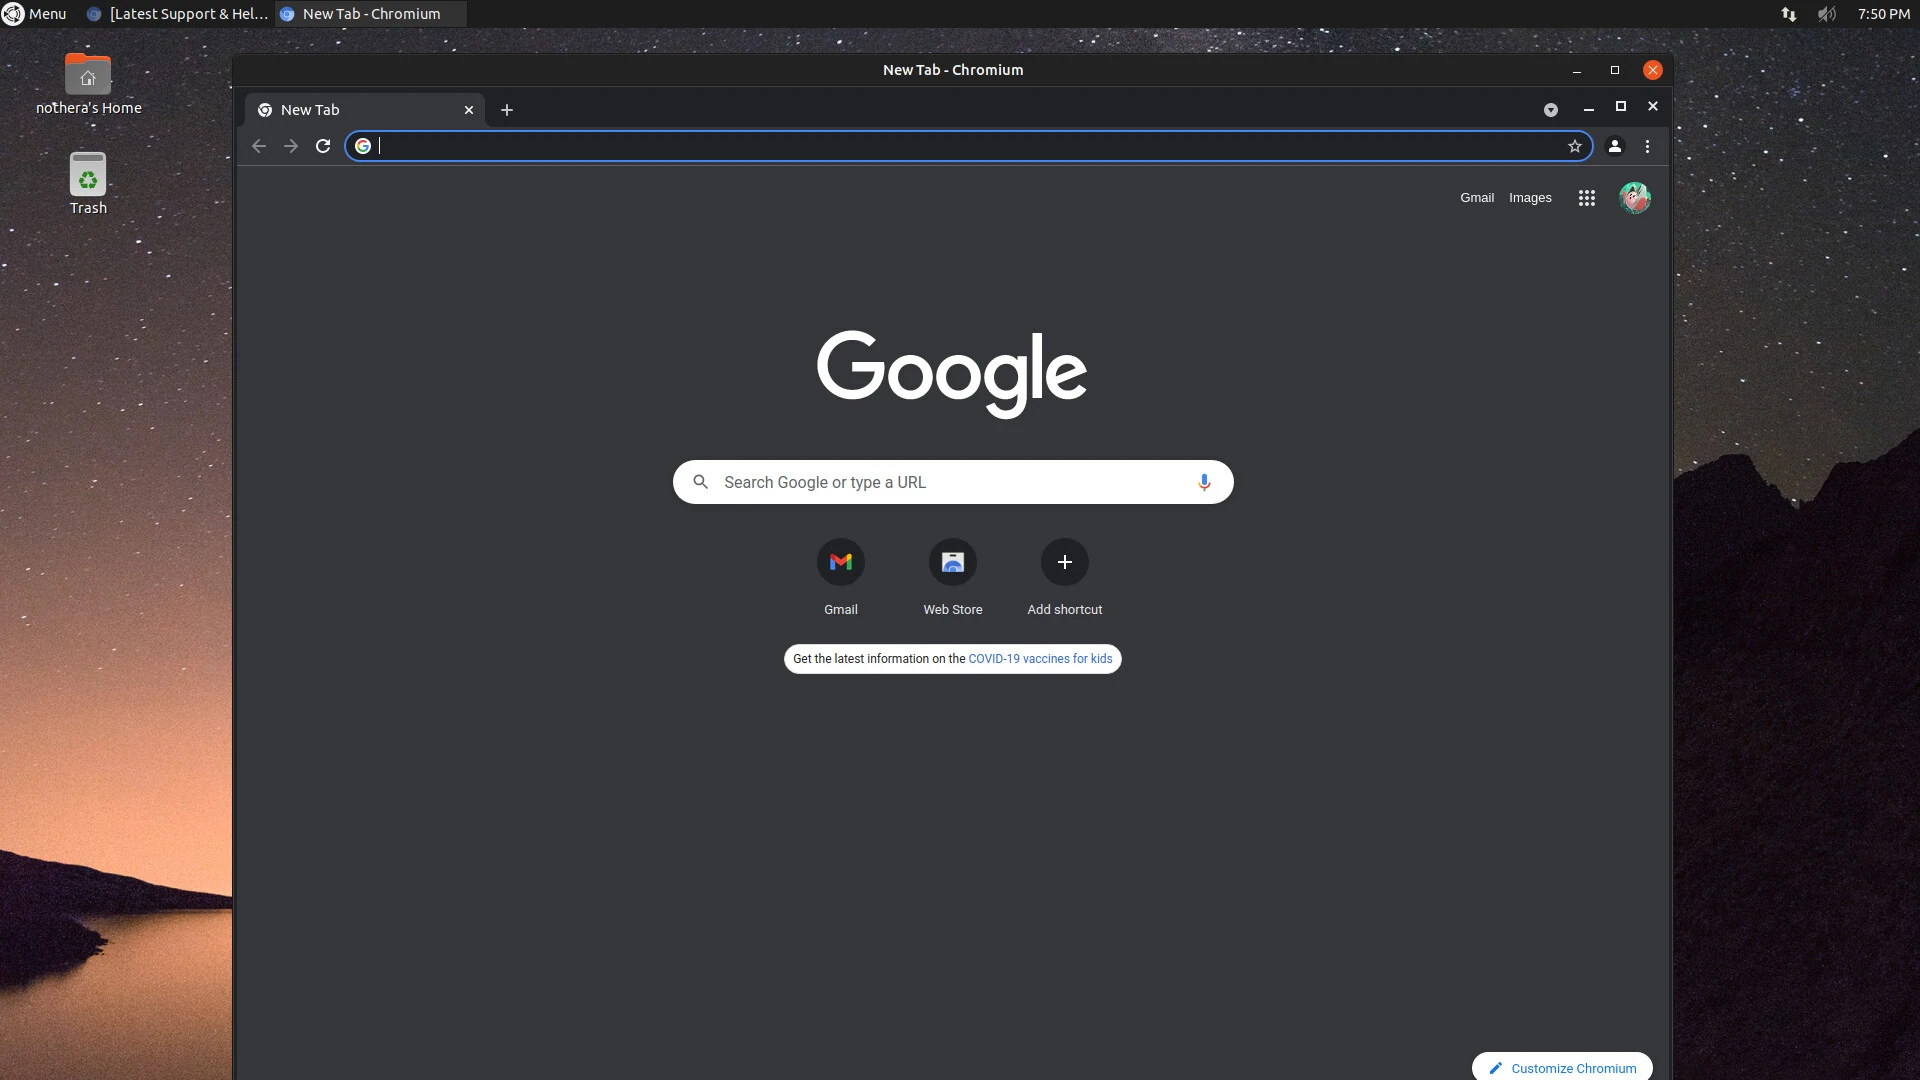 Menu
[Latest Support & Hel...
New Tab - Chromium
7:50 PM
nothera's Home
Trash
New Tab - Chromium
New Tab
Gmail
Images
Google
Search Google or type a URL
Gmail
Web Store
Add shortcut
Get the latest information on the COVID-19 vaccines for kids
Customize Chromium